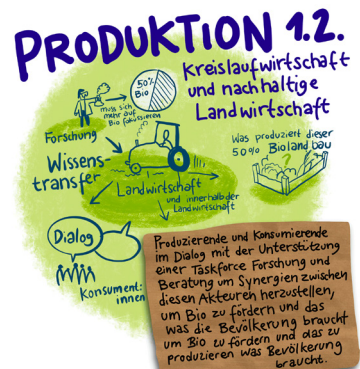 PRODUKTION 1.2.
Kreislaufwirtschaft
und nachhaltige
Landwirtschaft
50%
Bio
muss sich
mehr auf
Bio fokussieren
Forschung
Wissens-
transfer
Landwirtschaft
und innerhalb der
Landwirtschaft
Was produziert dieser
50% Biolandbau
?
Dialog
Konsument:
innen
Produzierende und Konsumierende
im Dialog mit der Unterstützung
einer Taskforce Forschung und
Beratung um Synergien zwischen
diesen Akteuren herzustellen,
um Bio zu fördern und das
was die Bevölkerung braucht
um Bio zu fördern und das zu
produzieren was Bevölkerung
braucht.